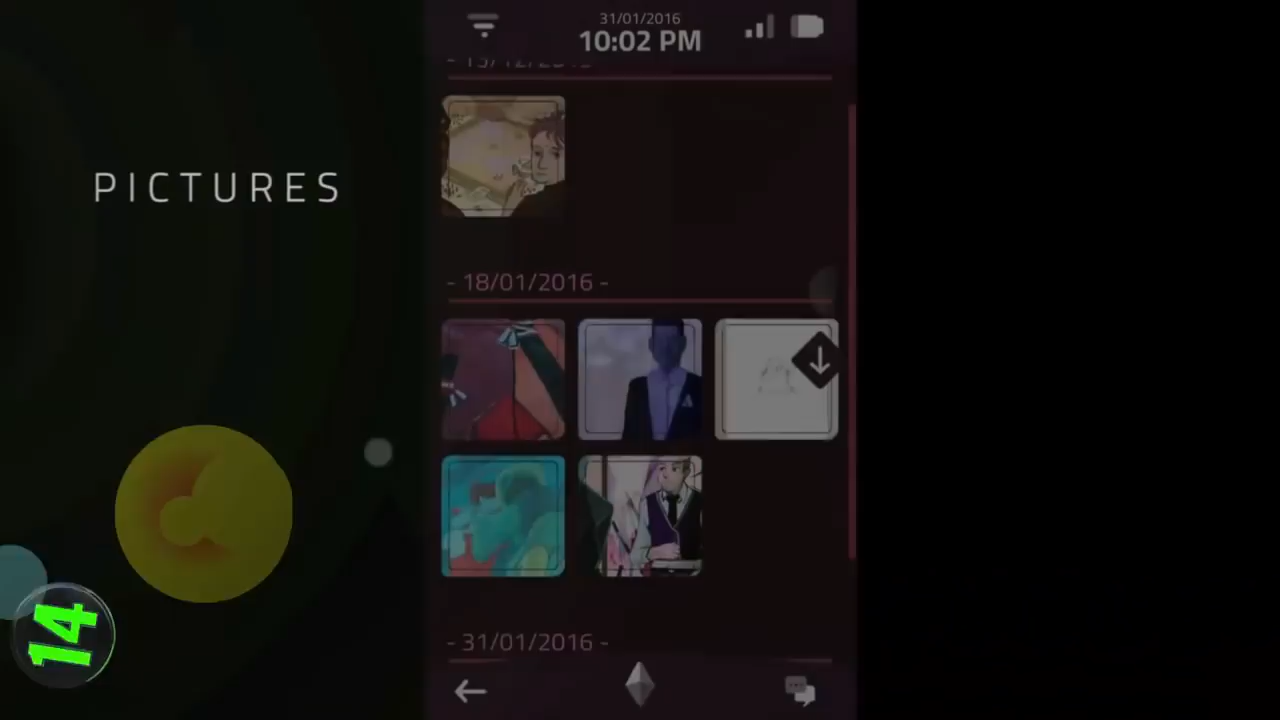 31/01/2016
10:02 PM
PICTURES
- 18/01/2016 -
- 31/01/2016 -
14